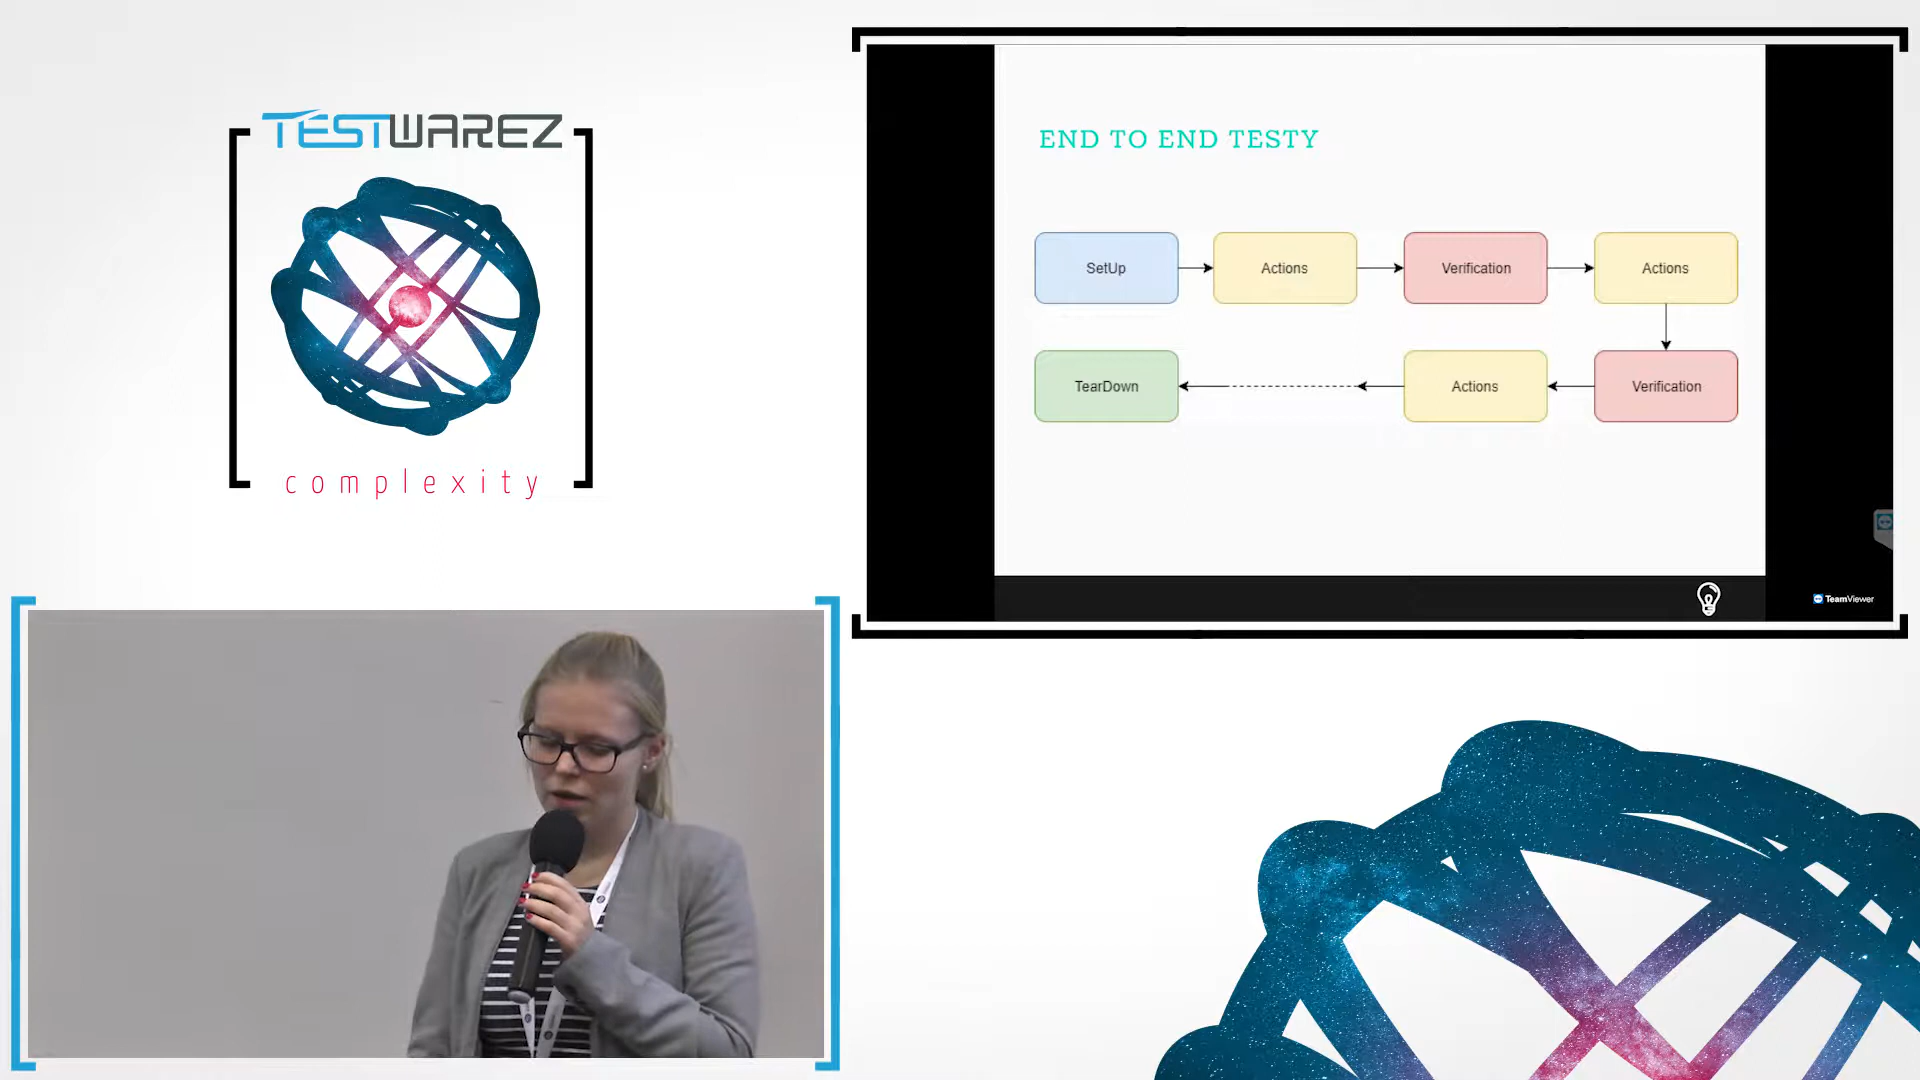 TESTWAREZ
complexity
END TO END TESTY
SetUp
Actions
Verification
Actions
TearDown
Actions
Verification
TeamViewer